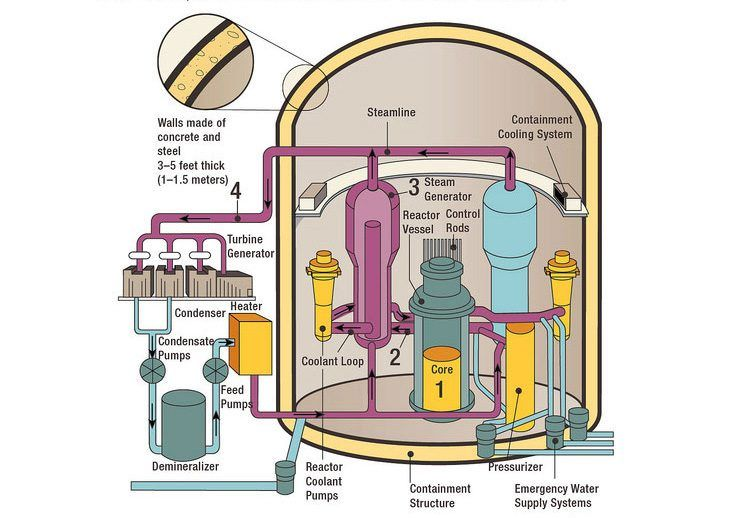 Walls made of
concrete and
steel
3–5 feet thick
(1–1.5 meters)
Steamline
Containment
Cooling System
4
3
Steam
Generator
Reactor
Vessel
Control
Rods
Turbine
Generator
Condenser
Heater
Condensate
Pumps
Coolant Loop
2
Core
1
Feed
Pumps
Demineralizer
Reactor
Coolant
Pumps
Containment
Structure
Pressurizer
Emergency Water
Supply Systems